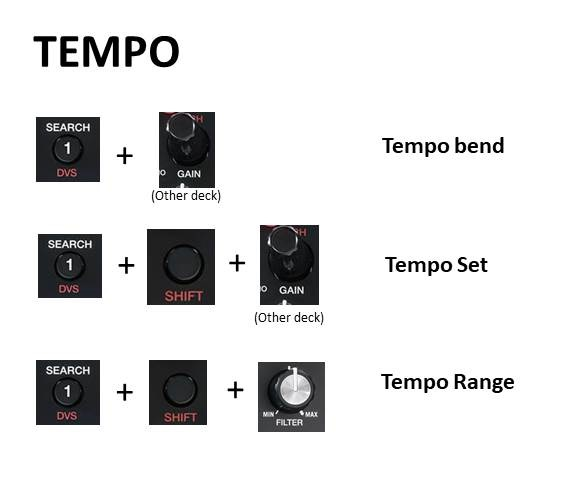 TEMPO
SEARCH
1
DVS
+
GAIN
(Other deck)
Tempo bend
SEARCH
1
DVS
+
SHIFT
+
GAIN
(Other deck)
Tempo Set
SEARCH
1
DVS
+
SHIFT
+
MIN MAX
FILTER
Tempo Range